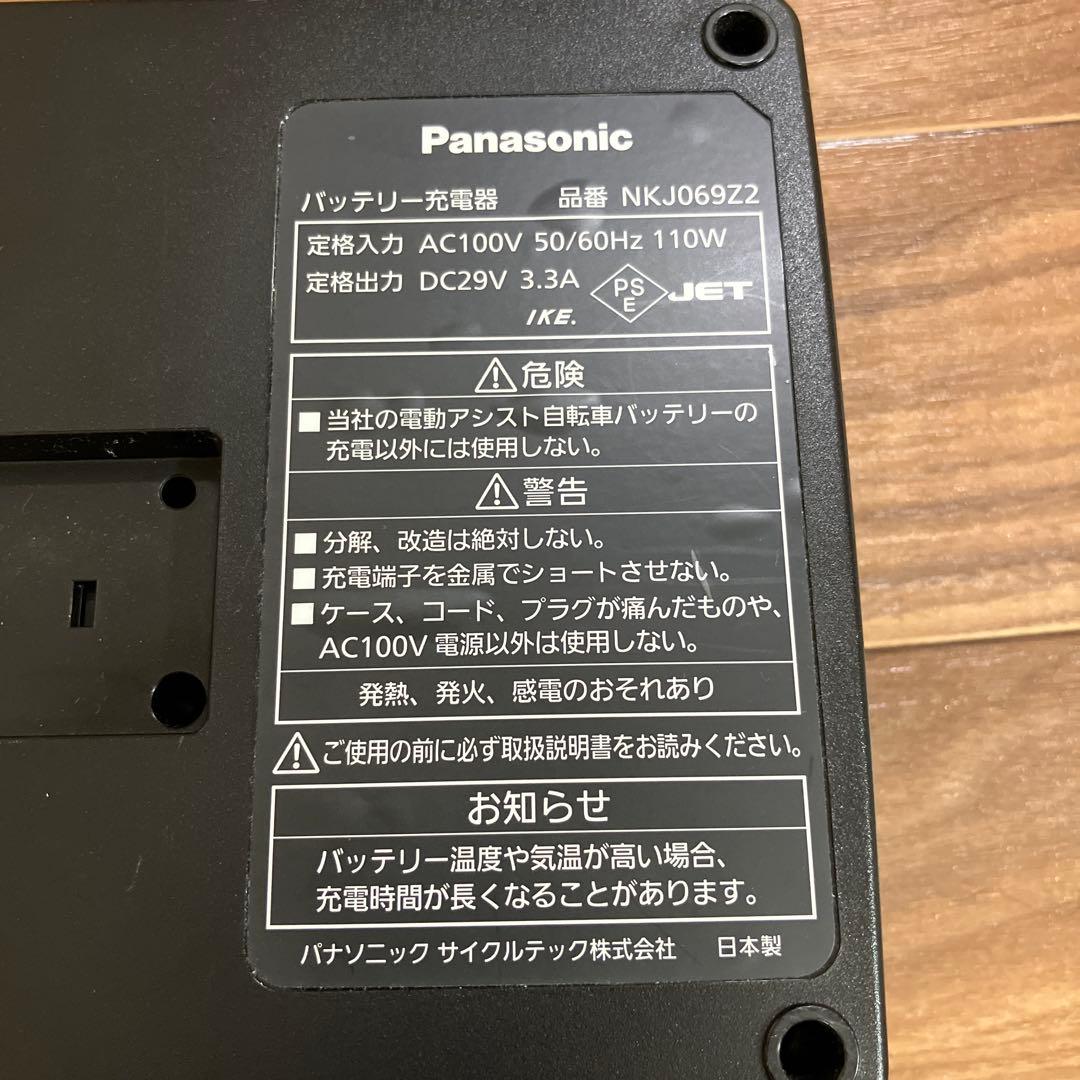 Panasonic
バッテリー充電器 品番 NKJ069Z2
定格入力 AC100V 50/60Hz 110W
定格出力 DC29V 3.3A
PS
E
JET
IKE.
⚠危険
■当社の電動アシスト自転車バッテリーの
充電以外には使用しない。
⚠警告
■分解、改造は絶対しない。
■充電端子を金属でショートさせない。
■ケース、コード、プラグが痛んだものや、
AC100V 電源以外は使用しない。
発熱、発火、感電のおそれあり
⚠ご使用の前に必ず取扱説明書をお読みください。
お知らせ
バッテリー温度や気温が高い場合、
充電時間が長くなることがあります。
パナソニック サイクルテック株式会社 日本製